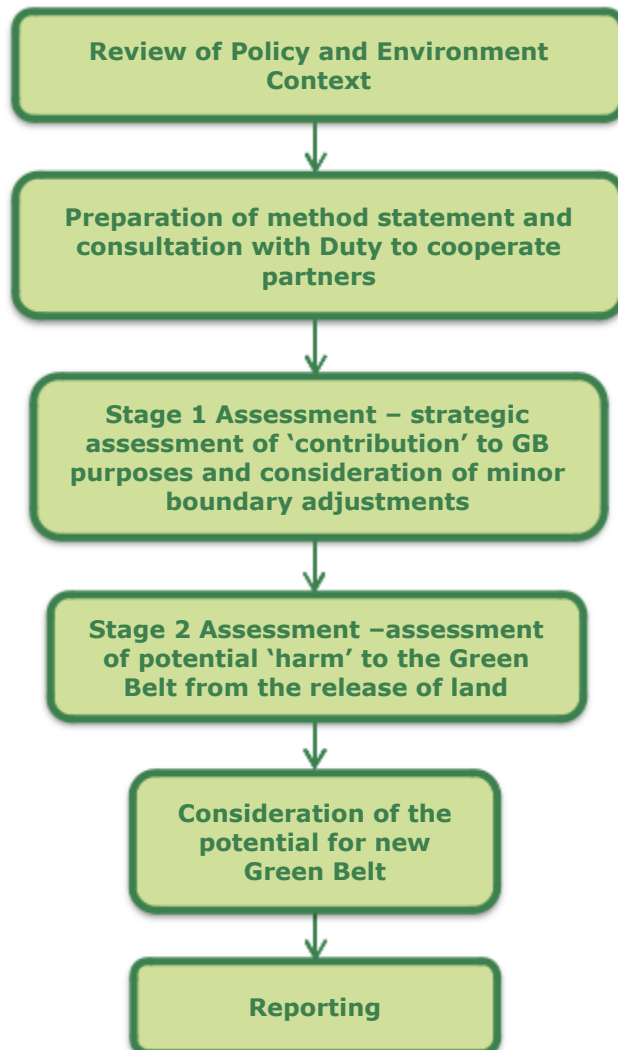 Review of Policy and Environment
Context
Preparation of method statement and
consultation with Duty to cooperate
partners
Stage 1 Assessment – strategic
assessment of ‘contribution’ to GB
purposes and consideration of minor
boundary adjustments
Stage 2 Assessment –assessment
of potential ‘harm’ to the Green
Belt from the release of land
Consideration of the
potential for new
Green Belt
Reporting